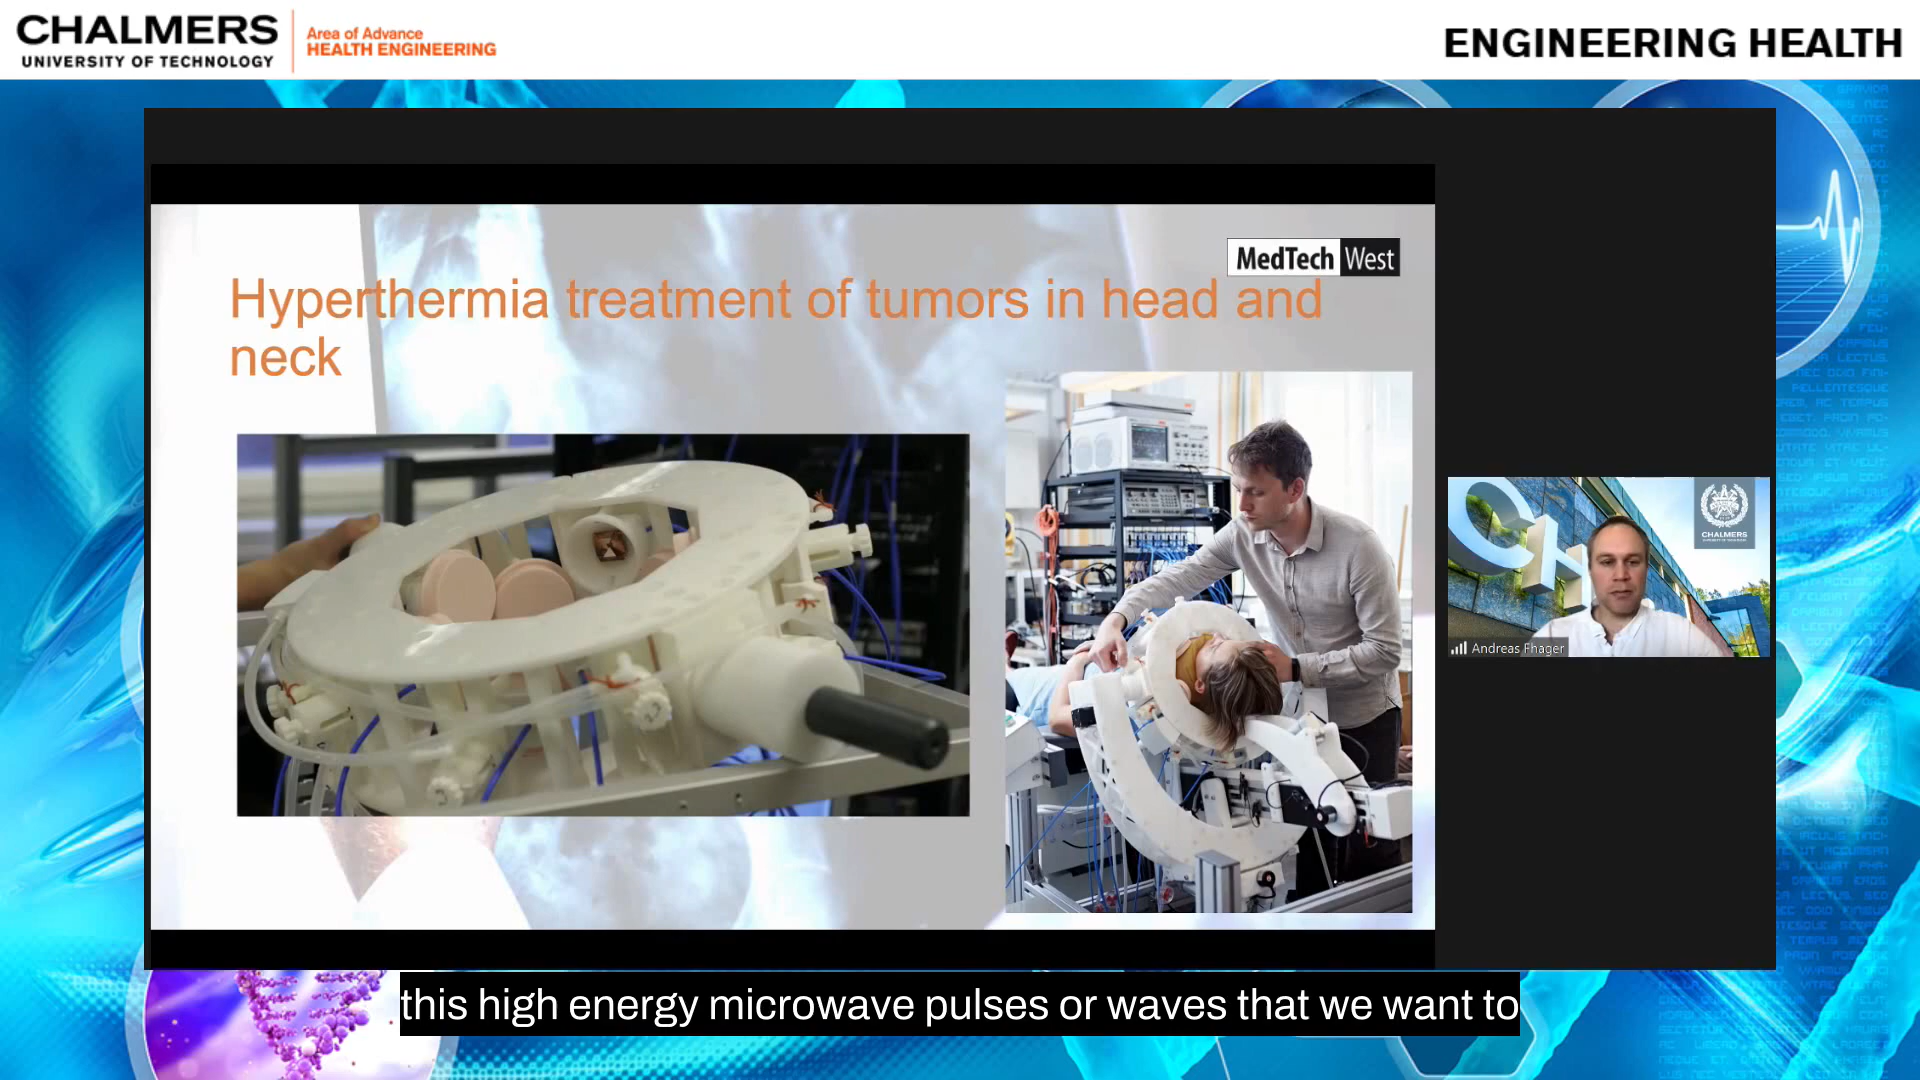 CHALMERS
UNIVERSITY OF TECHNOLOGY
Area of Advance
HEALTH ENGINEERING
ENGINEERING HEALTH
MedTech West
Hyperthermia treatment of tumors in head and
neck
CH
CHALMERS
Andreas Fhager
this high energy microwave pulses or waves that we want to